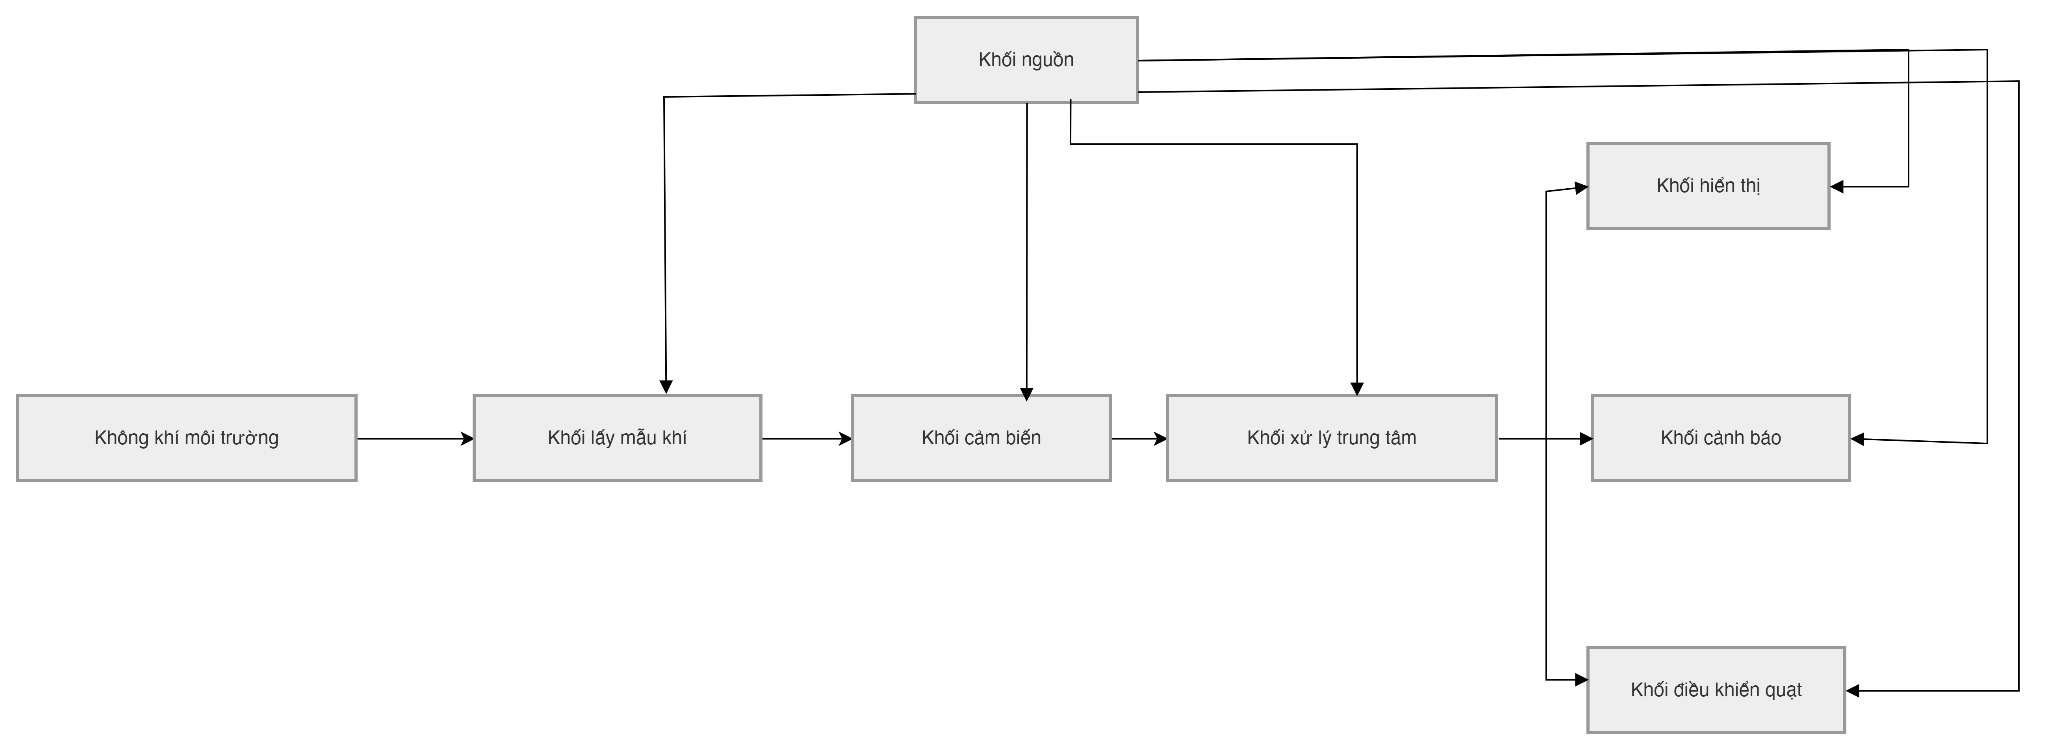 Khối nguồn
Khối hiển thị
Không khí môi trường
Khối lấy mẫu khí
Khối cảm biến
Khối xử lý trung tâm
Khối cảnh báo
Khối điều khiển quạt